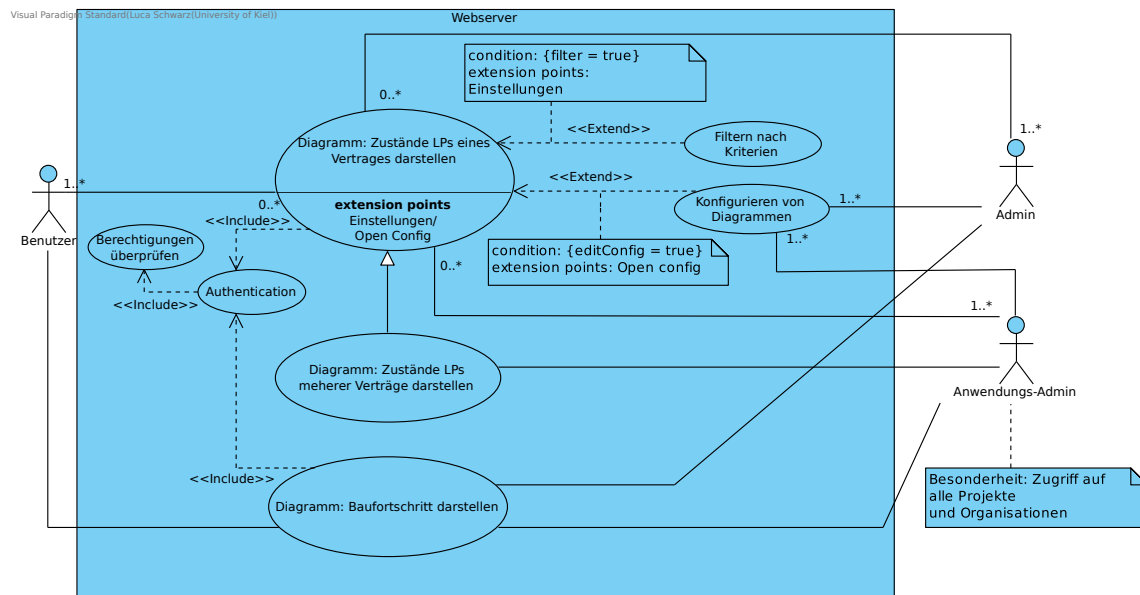 Visual Paradigm Standard(Luca Schwarz(University of Kiel))
Webserver
condition: {filter = true}
extension points:
Einstellungen
0..*
<<Extend>>
Filtern nach
Kriterien
1..*
Admin
Diagramm: Zustände LPs eines
Vertrages darstellen
<<Extend>>
1..*
Benutzer
0..*
extension points
Einstellungen/
Open Config
<<Include>>
Konfigurieren von
Diagrammen
1..*
1..*
Berechtigungen
überprüfen
condition: {editConfig = true}
extension points: Open config
0..*
Authentication
<<Include>>
1..*
Diagramm: Zustände LPs
meherer Verträge darstellen
Anwendungs-Admin
<<Include>>
Diagramm: Baufortschritt darstellen
Besonderheit: Zugriff auf
alle Projekte
und Organisationen